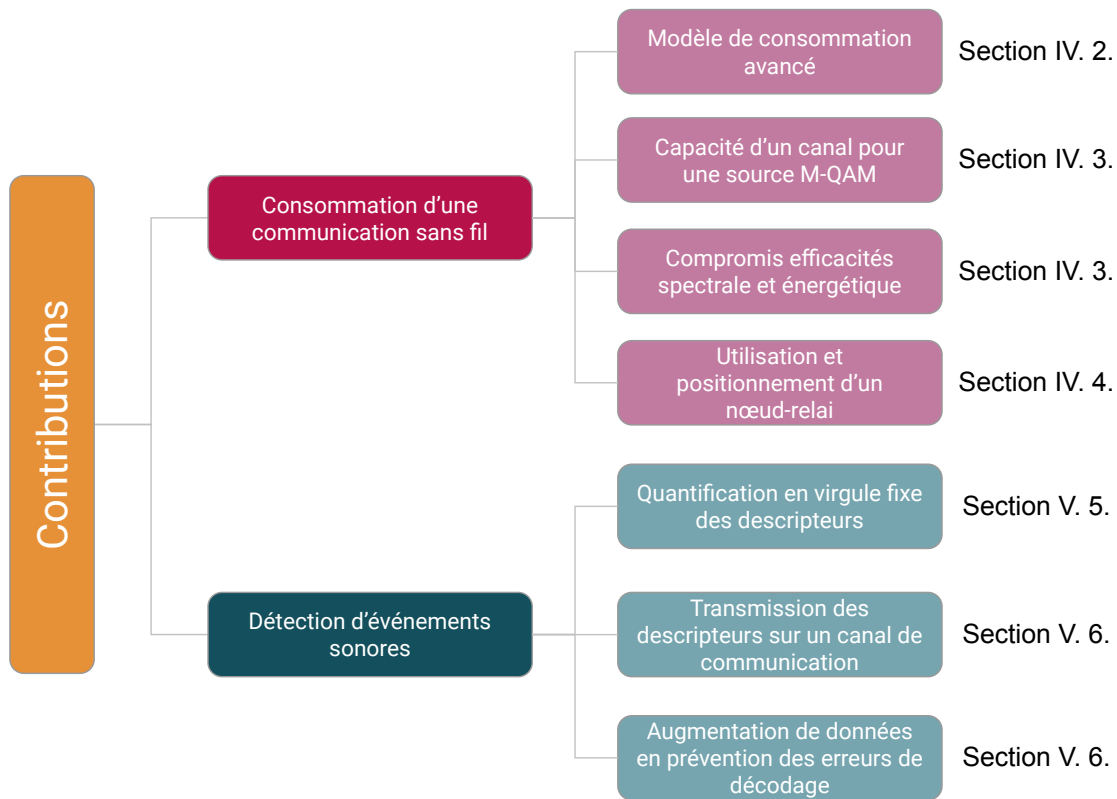 Contributions
Consommation d'une
communication sans fil
Modèle de consommation
avancé
Section IV. 2.
Capacité d'un canal pour
une source M-QAM
Section IV. 3.
Compromis efficacités
spectrale et énergétique
Section IV. 3.
Utilisation et
positionnement d'un
nœud-relai
Section IV. 4.
Détection d'événements
sonores
Quantification en virgule fixe
des descripteurs
Section V. 5.
Transmission des
descripteurs sur un canal de
communication
Section V. 6.
Augmentation de données
en prévention des erreurs de
décodage
Section V. 6.